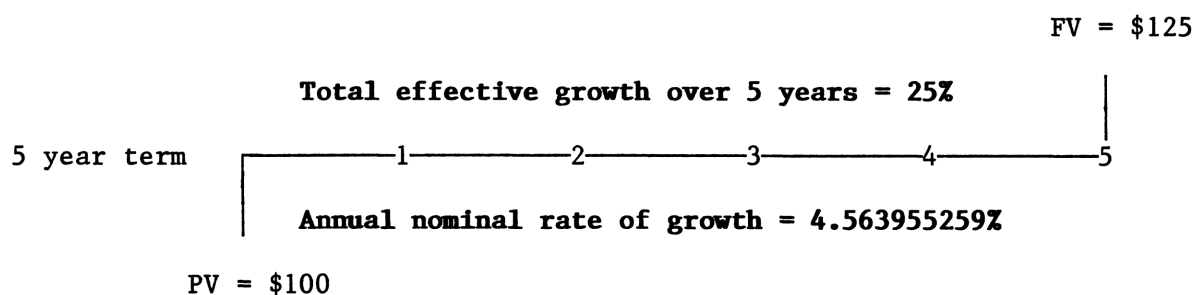 FV = $125
Total effective growth over 5 years = 25%
5 year term 1 2 3 4 5
Annual nominal rate of growth = 4.563955259%
PV = $100